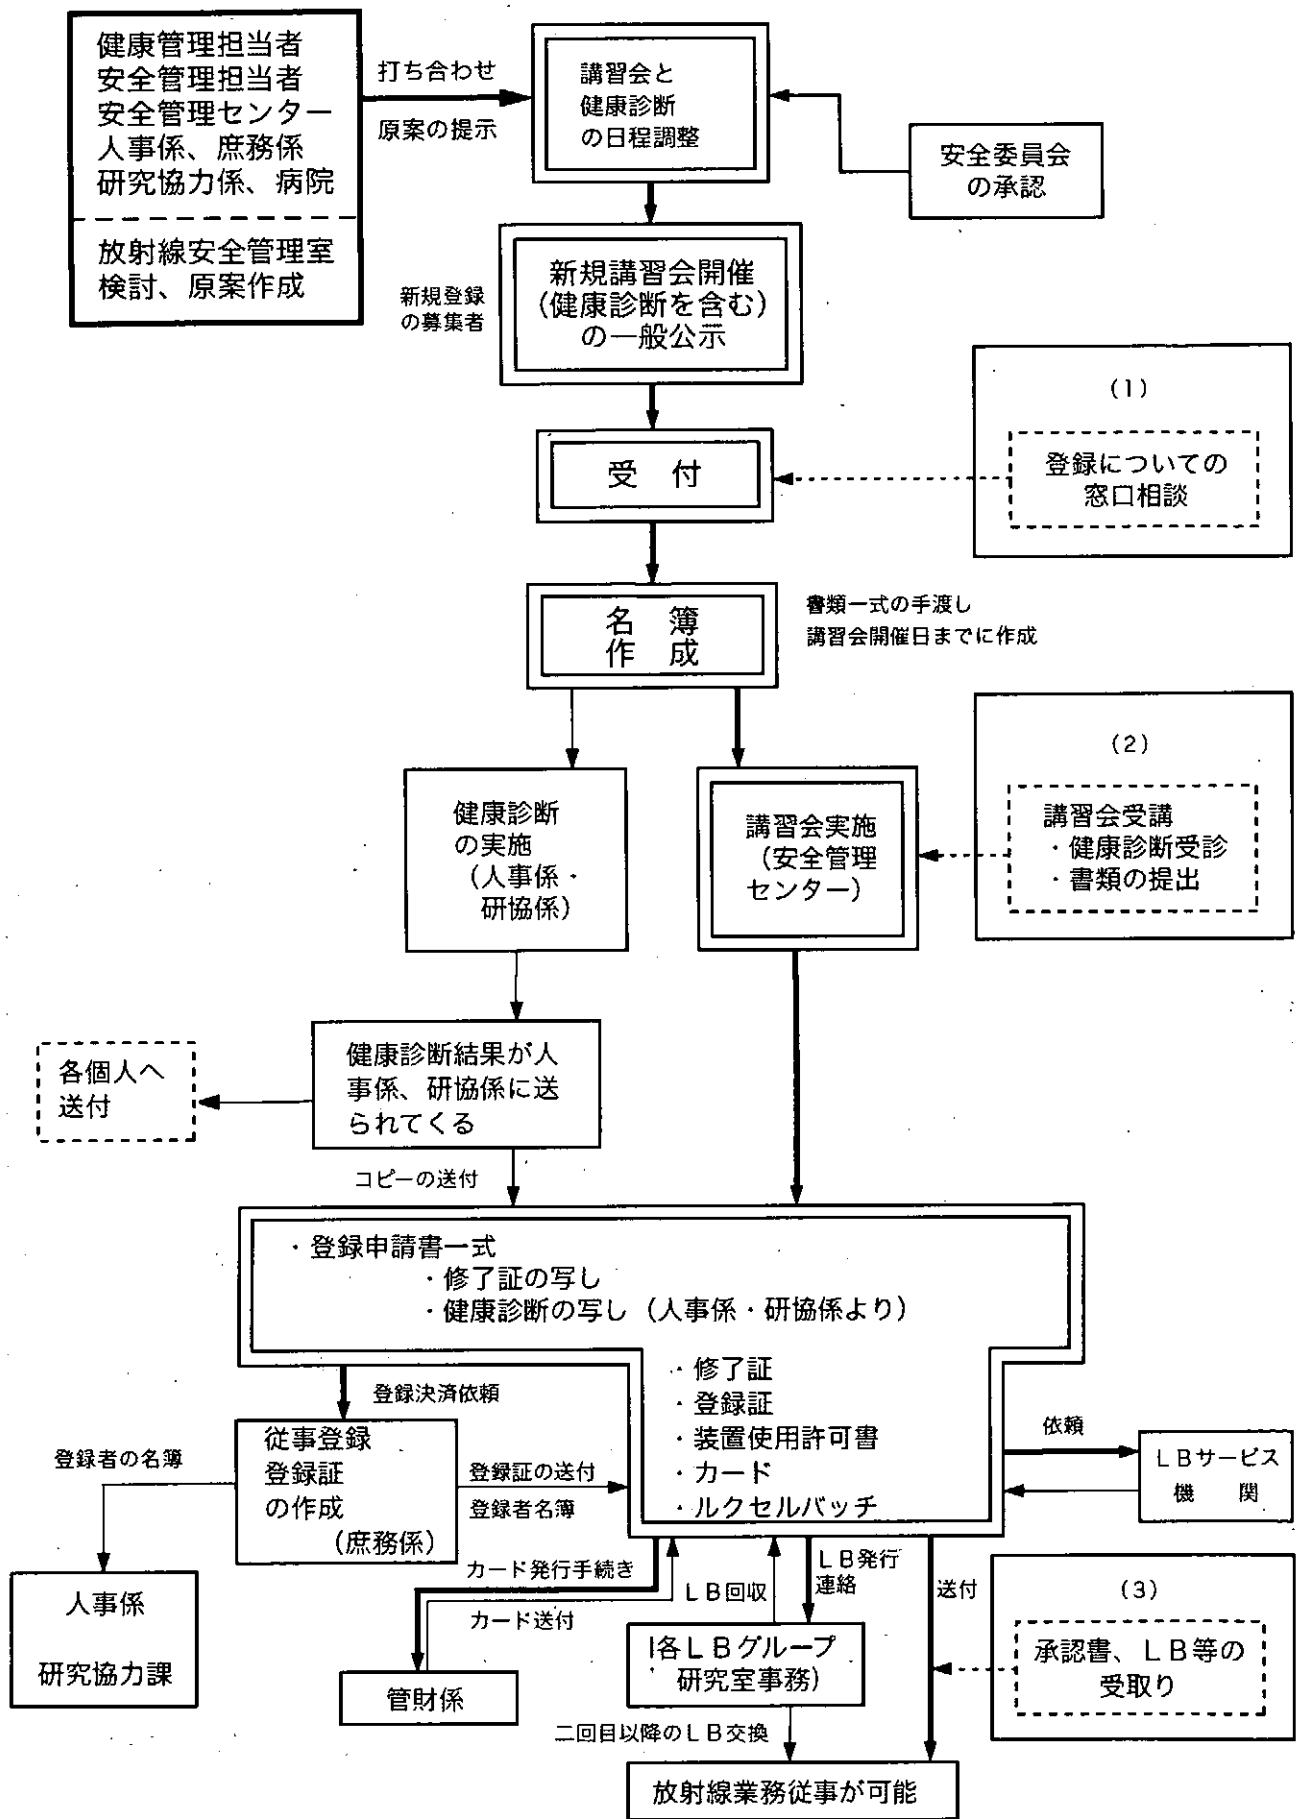 健康管理担当者
安全管理担当者
安全管理センター
人事係、庶務係
研究協力係、病院
放射線安全管理室
検討、原案作成
打ち合わせ
原案の提示
講習会と
健康診断
の日程調整
安全委員会
の承認
新規登録
の募集者
新規講習会開催
(健康診断を含む)
の一般公示
(1)
登録についての
窓口相談
受 付
名 簿
作 成
書類一式の手渡し
講習会開催日までに作成
(2)
講習会受講
・健康診断受診
・書類の提出
健康診断
の実施
(人事係・
研協係)
講習会実施
(安全管理
センター)
各個人へ
送付
健康診断結果が人
事係、研協係に送
られてくる
コピーの送付
・登録申請書一式
・修了証の写し
・健康診断の写し(人事係・研協係より)
・修了証
・登録証
・装置使用許可書
・カード
・ルクセルバッチ
登録決済依頼
従事登録
登録証
の作成
(庶務係)
登録者の名簿
登録証の送付
登録者名簿
依頼
LBサービス
機 関
人事係
研究協力課
カード発行手続き
カード送付
管財係
LB回収
LB発行
連絡
送付
各LBグループ
研究室事務)
二回目以降のLB交換
放射線業務従事が可能
(3)
承認書、LB等の
受取り